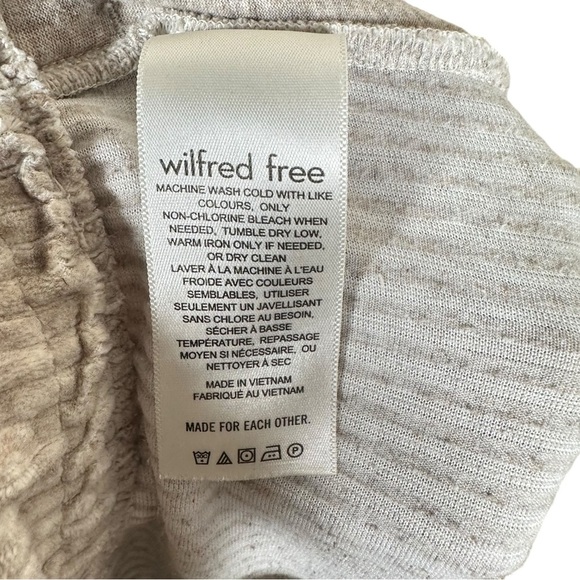 wilfred free
MACHINE WASH COLD WITH LIKE
COLOURS, ONLY
NON-CHLORINE BLEACH WHEN
NEEDED, TUMBLE DRY LOW,
WARM IRON ONLY IF NEEDED,
OR DRY CLEAN
LAVER À LA MACHINE À L'EAU
FROIDE AVEC COULEURS
SEMBLABLES, UTILISER
SEULEMENT UN JAVELLISANT
SANS CHLORE AU BESOIN,
SÉCHER À BASSE
TEMPÉRATURE, REPASSAGE
MOYEN SI NÉCESSAIRE, OU
NETTOYER À SEC
MADE IN VIETNAM
FABRIQUÉ AU VIETNAM
MADE FOR EACH OTHER.
P